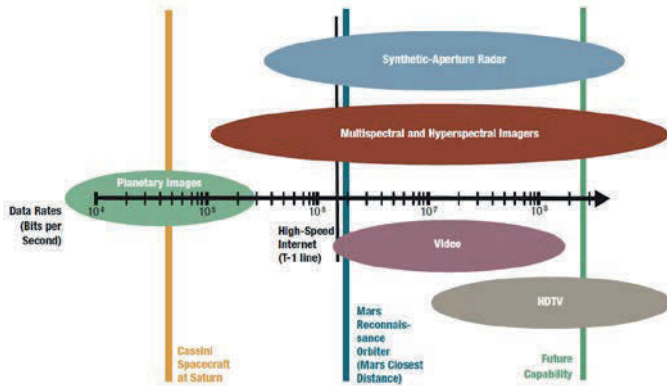 Synthetic-Aperture Radar
Multispectral and Hyperspectral Imagers
Planetary Images
Data Rates
(Bits per
Second)
10⁴
10⁵
10⁶
10⁷
10⁸
High-Speed
Internet
(T-1 line)
Video
HDTV
Cassini
Spacecraft
at Saturn
Mars
Reconnais-
sance
Orbiter
(Mars Closest
Distance)
Future
Capability